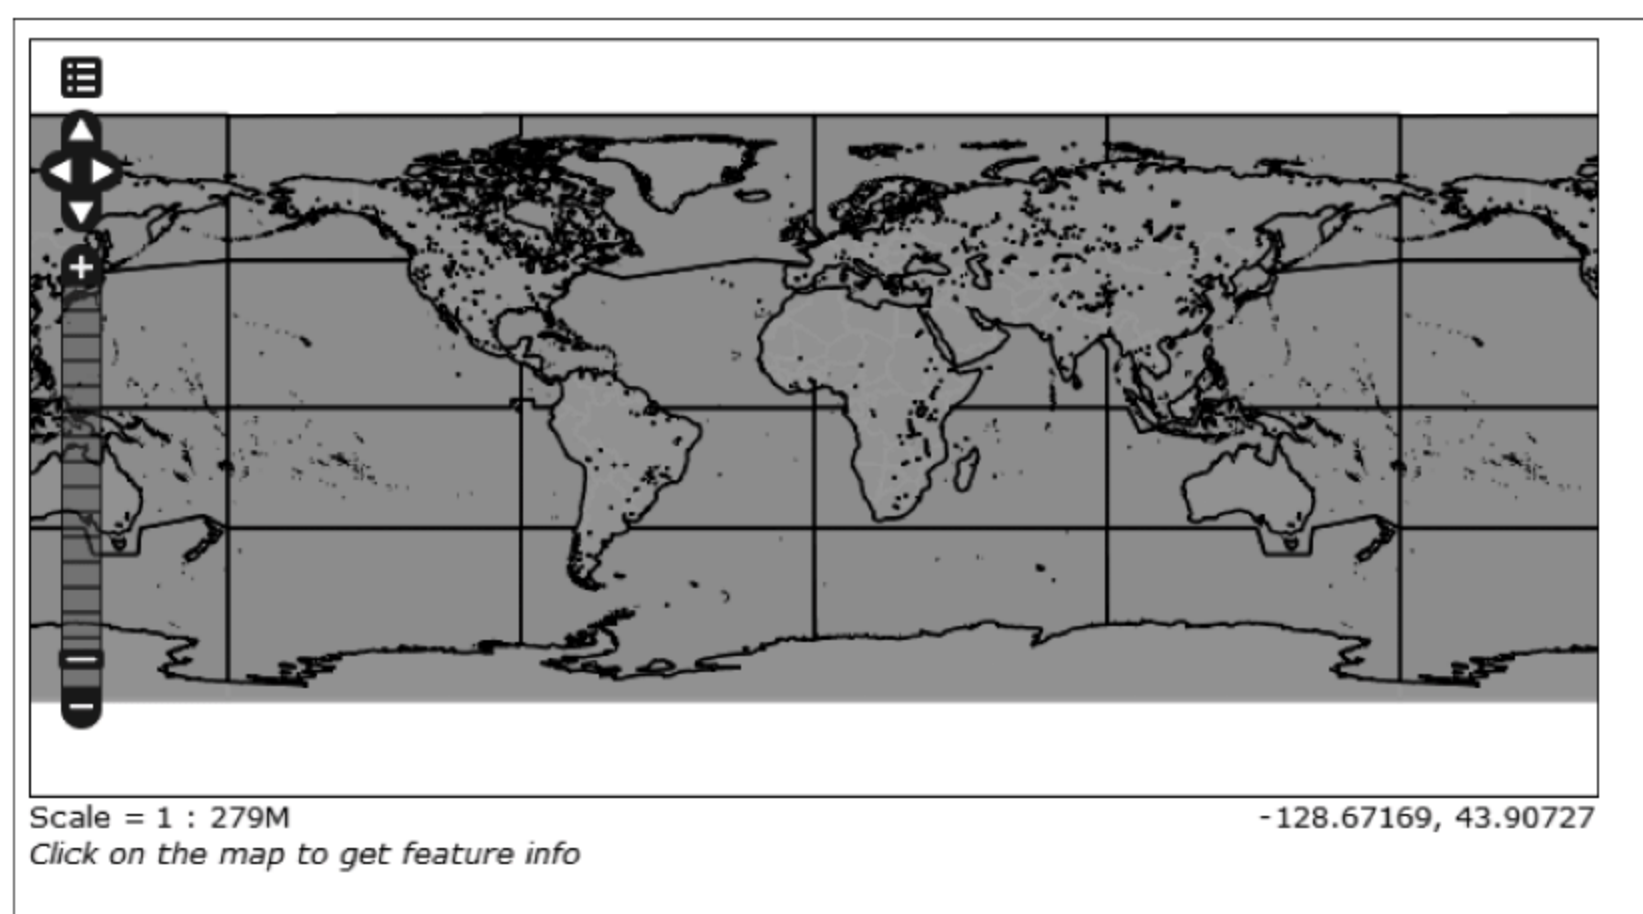 Scale = 1 : 279M
-128.67169, 43.90727
Click on the map to get feature info